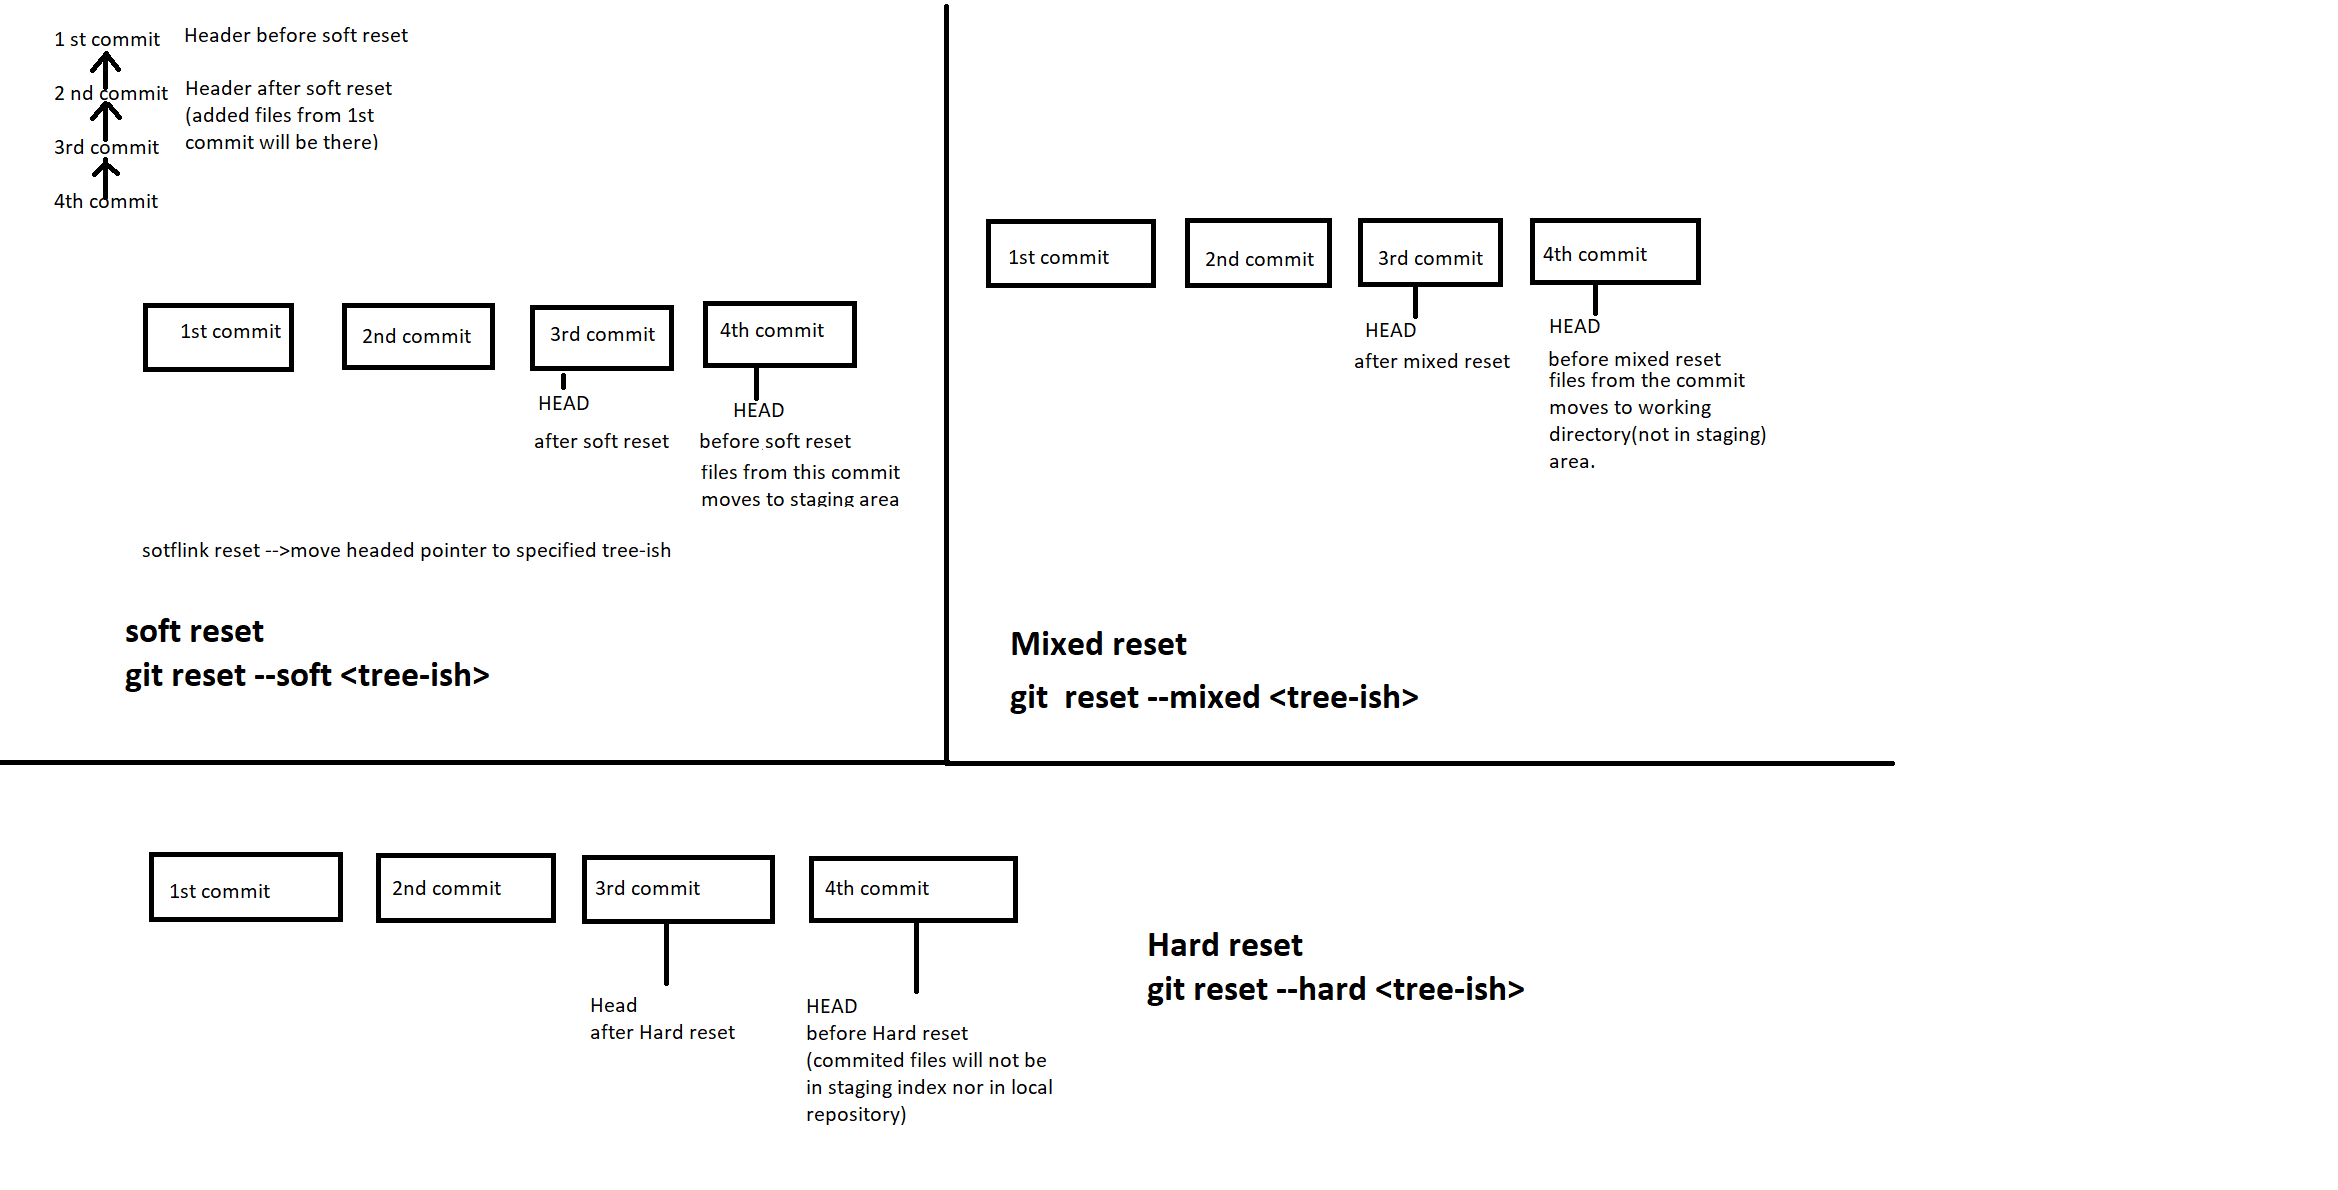 1 st commit
Header before soft reset
2 nd commit
Header after soft reset
(added files from 1st
commit will be there)
3rd commit
4th commit
1st commit
2nd commit
3rd commit
4th commit
HEAD
after soft reset
HEAD
before soft reset
files from this commit
moves to staging area
sotflink reset -->move headed pointer to specified tree-ish
soft reset
git reset --soft <tree-ish>
1st commit
2nd commit
3rd commit
4th commit
HEAD
after mixed reset
HEAD
before mixed reset
files from the commit
moves to working
directory(not in staging)
area.
Mixed reset
git  reset --mixed <tree-ish>
1st commit
2nd commit
3rd commit
4th commit
Head
after Hard reset
HEAD
before Hard reset
(commited files will not be
in staging index nor in local
repository)
Hard reset
git reset --hard <tree-ish>